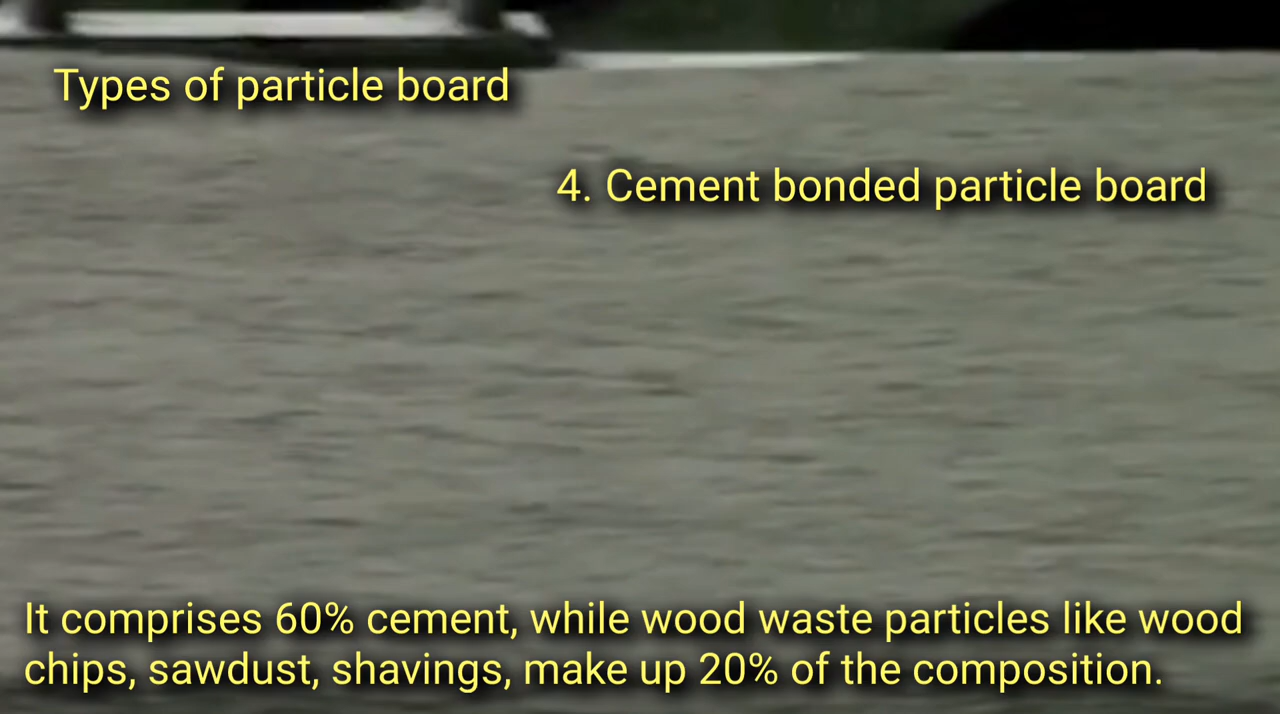 Types of particle board
4. Cement bonded particle board
It comprises 60% cement, while wood waste particles like wood
chips, sawdust, shavings, make up 20% of the composition.